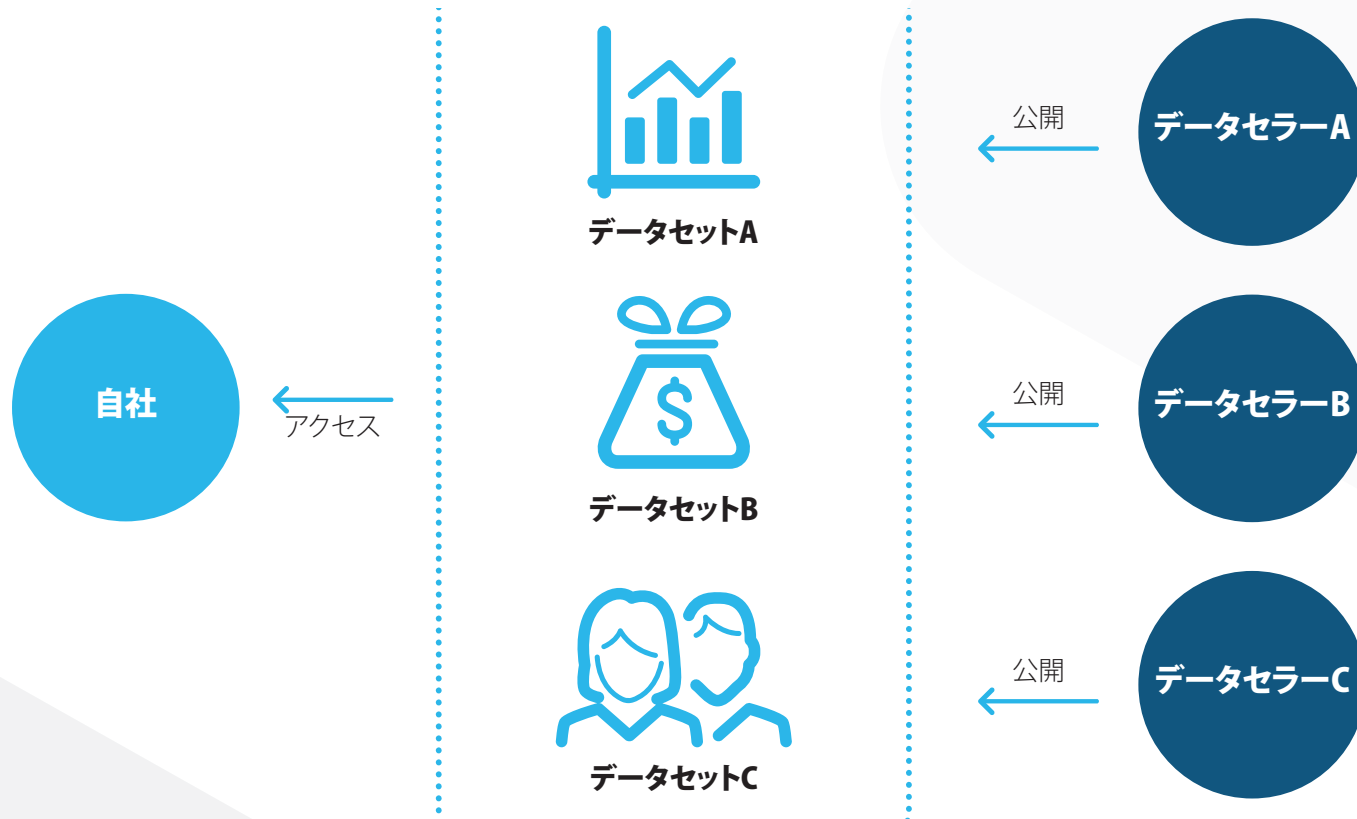 公開
データセラーA
データセットA
$
自社
アクセス
公開
データセラーB
データセットB
公開
データセラーC
データセットC